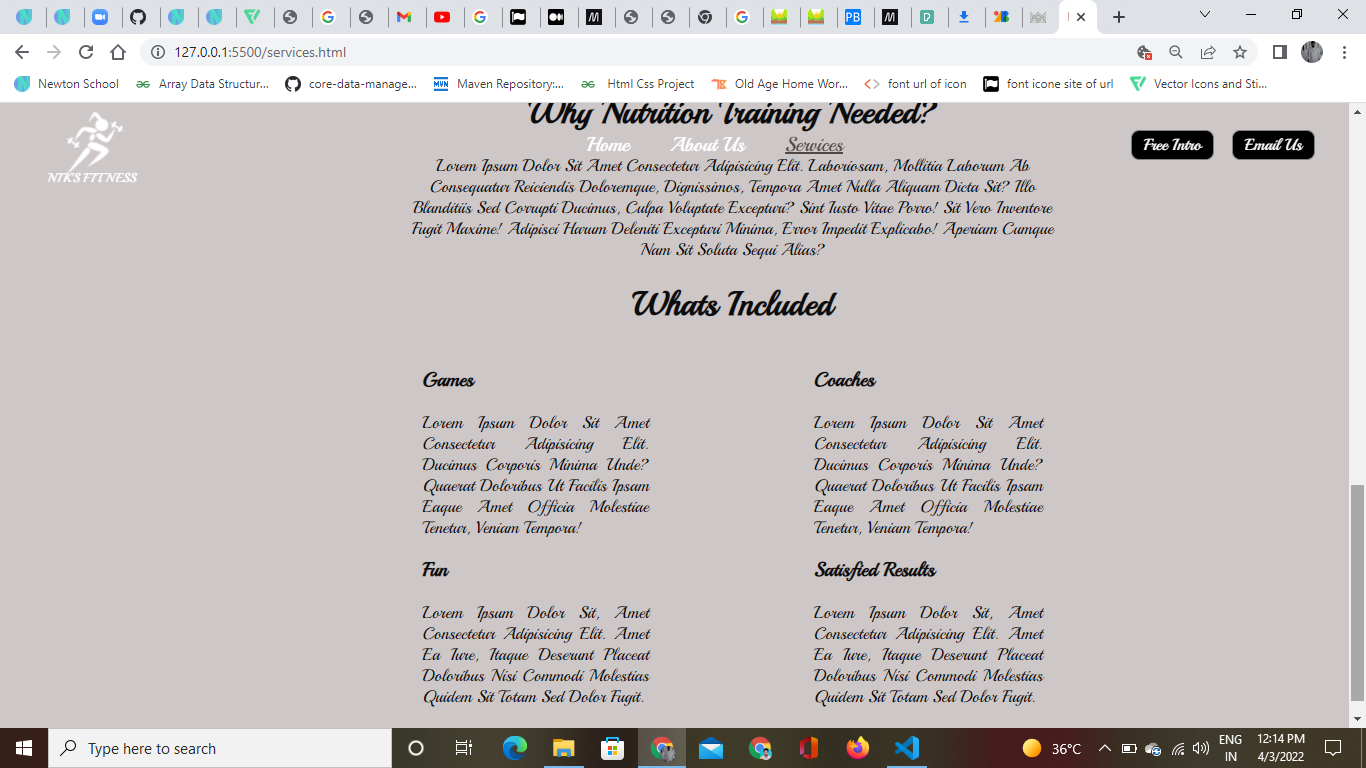 127.0.0.1:5500/services.html
Newton School
Array Data Structur...
core-data-manage...
Maven Repository:...
Html Css Project
Old Age Home Wor...
font url of icon
font icone site of url
Vector Icons and Sti...
Why Nutrition Training Needed?
Home About Us Services
Free Intro Email Us
NTK'S FITNESS
Lorem Ipsum Dolor Sit Amet Consectetur Adipisicing Elit. Laboriosam, Mollitia Laborum Ab
Consequatur Reiciendis Doloremque, Dignissimos, Tempora Amet Nulla Aliquam Dicta Sit? Illo
Blanditiis Sed Corrupti Ducimus, Culpa Voluptate Excepturi? Sint Iusto Vitae Porro! Sit Vero Inventore
Fugit Maxime! Adipisci Harum Deleniti Excepturi Minima, Error Impedit Explicabo! Aperiam Cumque
Nam Sit Soluta Sequi Alias?
Whats Included
Games
Lorem Ipsum Dolor Sit Amet
Consectetur Adipisicing Elit.
Ducimus Corporis Minima Unde?
Quaerat Doloribus Ut Facilis Ipsam
Eaque Amet Officia Molestiae
Tenetur, Veniam Tempora!
Coaches
Lorem Ipsum Dolor Sit Amet
Consectetur Adipisicing Elit.
Ducimus Corporis Minima Unde?
Quaerat Doloribus Ut Facilis Ipsam
Eaque Amet Officia Molestiae
Tenetur, Veniam Tempora!
Fun
Lorem Ipsum Dolor Sit, Amet
Consectetur Adipisicing Elit. Amet
Ea Iure, Itaque Deserunt Placeat
Doloribus Nisi Commodi Molestias
Quidem Sit Totam Sed Dolor Fugit.
Satisfied Results
Lorem Ipsum Dolor Sit, Amet
Consectetur Adipisicing Elit. Amet
Ea Iure, Itaque Deserunt Placeat
Doloribus Nisi Commodi Molestias
Quidem Sit Totam Sed Dolor Fugit.
Type here to search
36°C
ENG
IN
12:14 PM
4/3/2022